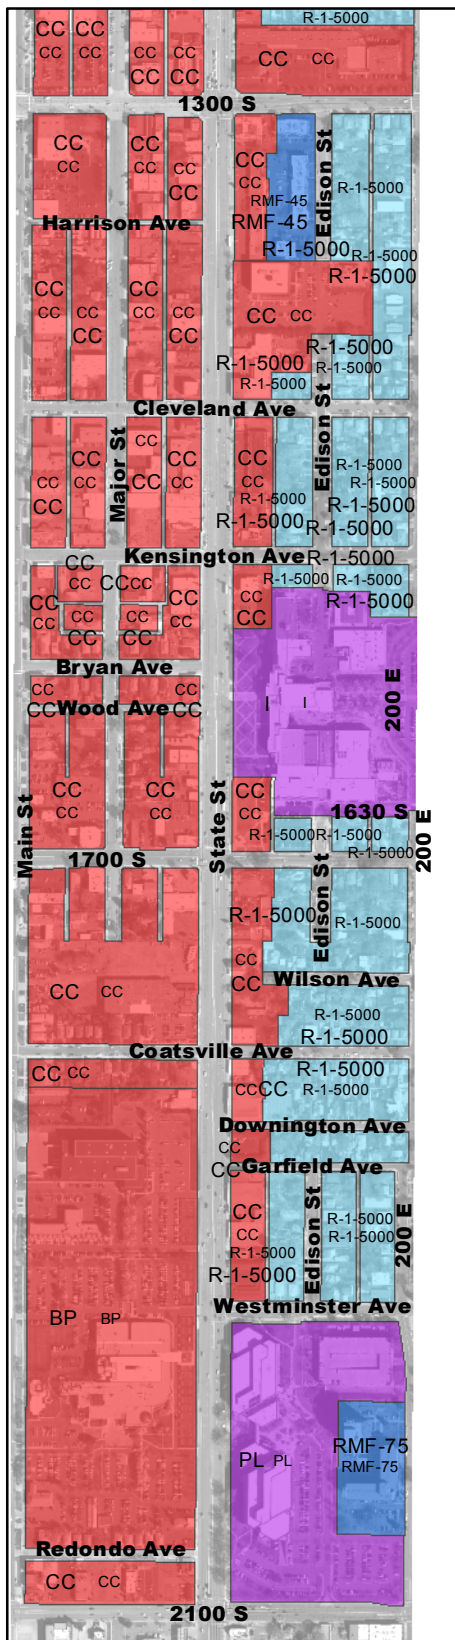 R-1-5000
R-1-5000
CC CC CC CC
CC CC CC CC
CC CC
CC CC
1300 S
CC
CC
CC
CC
CC
CC
CC
CC
CC
Edison St
R-1-5000
RMF-45
RMF-45
R-1-5000
R-1-5000
R-1-5000
Harrison Ave
CC CC
CC CC
CC CC
CC CC
CC CC
R-1-5000
R-1-5000
R-1-5000
R-1-5000
Cleveland Ave
Major St
Edison St
CC
CC
CC
CC
CC
CC
CC
CC
CC
CC
R-1-5000
R-1-5000
R-1-5000
R-1-5000
R-1-5000
R-1-5000
Kensington Ave
R-1-5000
CC
CC
CC CC
CC
CC
CC
CC
CC
CC
CC
CC
CC
CC
R-1-5000
R-1-5000
R-1-5000
Bryan Ave
CC CC
CC Wood Ave CC
I I
200 E
CC CC
CC CC
CC
CC
Main St
State St
1630 S
R-1-5000 R-1-5000
R-1-5000
200 E
1700 S
Edison St
R-1-5000
R-1-5000
CC
CC
Wilson Ave
CC CC
R-1-5000
R-1-5000
Coatsville Ave
CC CC
R-1-5000
CC CC R-1-5000
Downington Ave
CC
CC Garfield Ave
CC
CC
R-1-5000
R-1-5000
Edison St
R-1-5000
R-1-5000
200 E
Westminster Ave
BP BP
PL PL
RMF-75
RMF-75
Redondo Ave
CC CC
2100 S